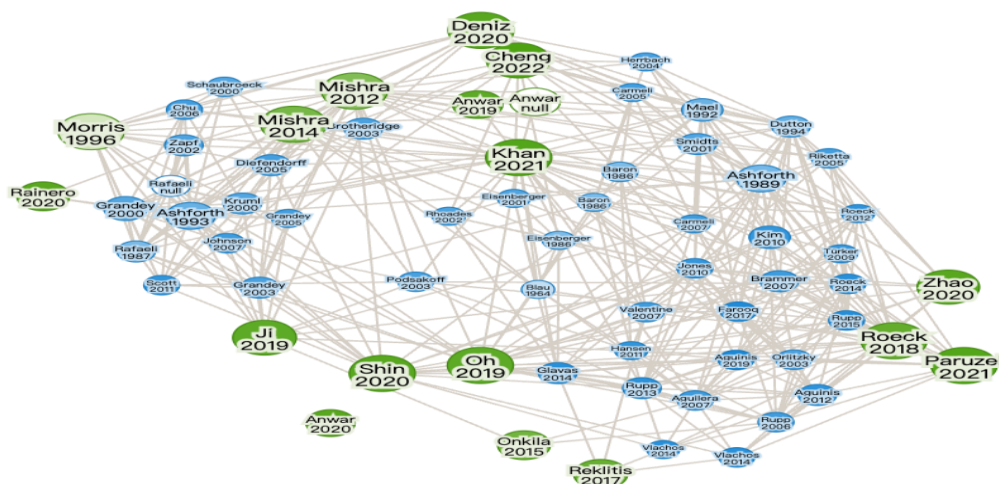 Deniz
2020
Cheng
2022
Herrbach
2004
Schaubroeck
2000
Mishra
2012
Carmeli
2005
Anwar
2019
Anwar
null
Chu
2006
Mael
1992
Mishra
2014
Brotheridge
2003
Dutton
1994
Morris
1996
Zapf
2002
Smidts
2001
Khan
2021
Riketta
2005
Diefendorff
2005
Baron
1986
Ashforth
1989
Rafaeli
null
Rainero
2020
Grandey
2000
Kruml
2000
Eisenberger
2001
Baron
1986
Ashforth
1993
Grandey
2005
Rhoades
2002
Carmeli
2007
Roeck
2012
Kim
2010
Johnson
2007
Eisenberger
1986
Rafaeli
1987
Turker
2009
Jones
2010
Scott
2011
Grandey
2003
Podsakoff
2003
Blau
1964
Brammer
2007
Roeck
2014
Zhao
2020
Valentine
2007
Farooq
2017
Rupp
2015
Ji
2019
Roeck
2018
Hansen
2011
Shin
2020
Oh
2019
Glavas
2014
Aguinis
2019
Orlitzky
2003
Paruze
2021
Rupp
2013
Aguilera
2007
Aguinis
2012
Anwar
2020
Rupp
2006
Onkila
2015
Vlachos
2014
Vlachos
2014
Reklitis
2017